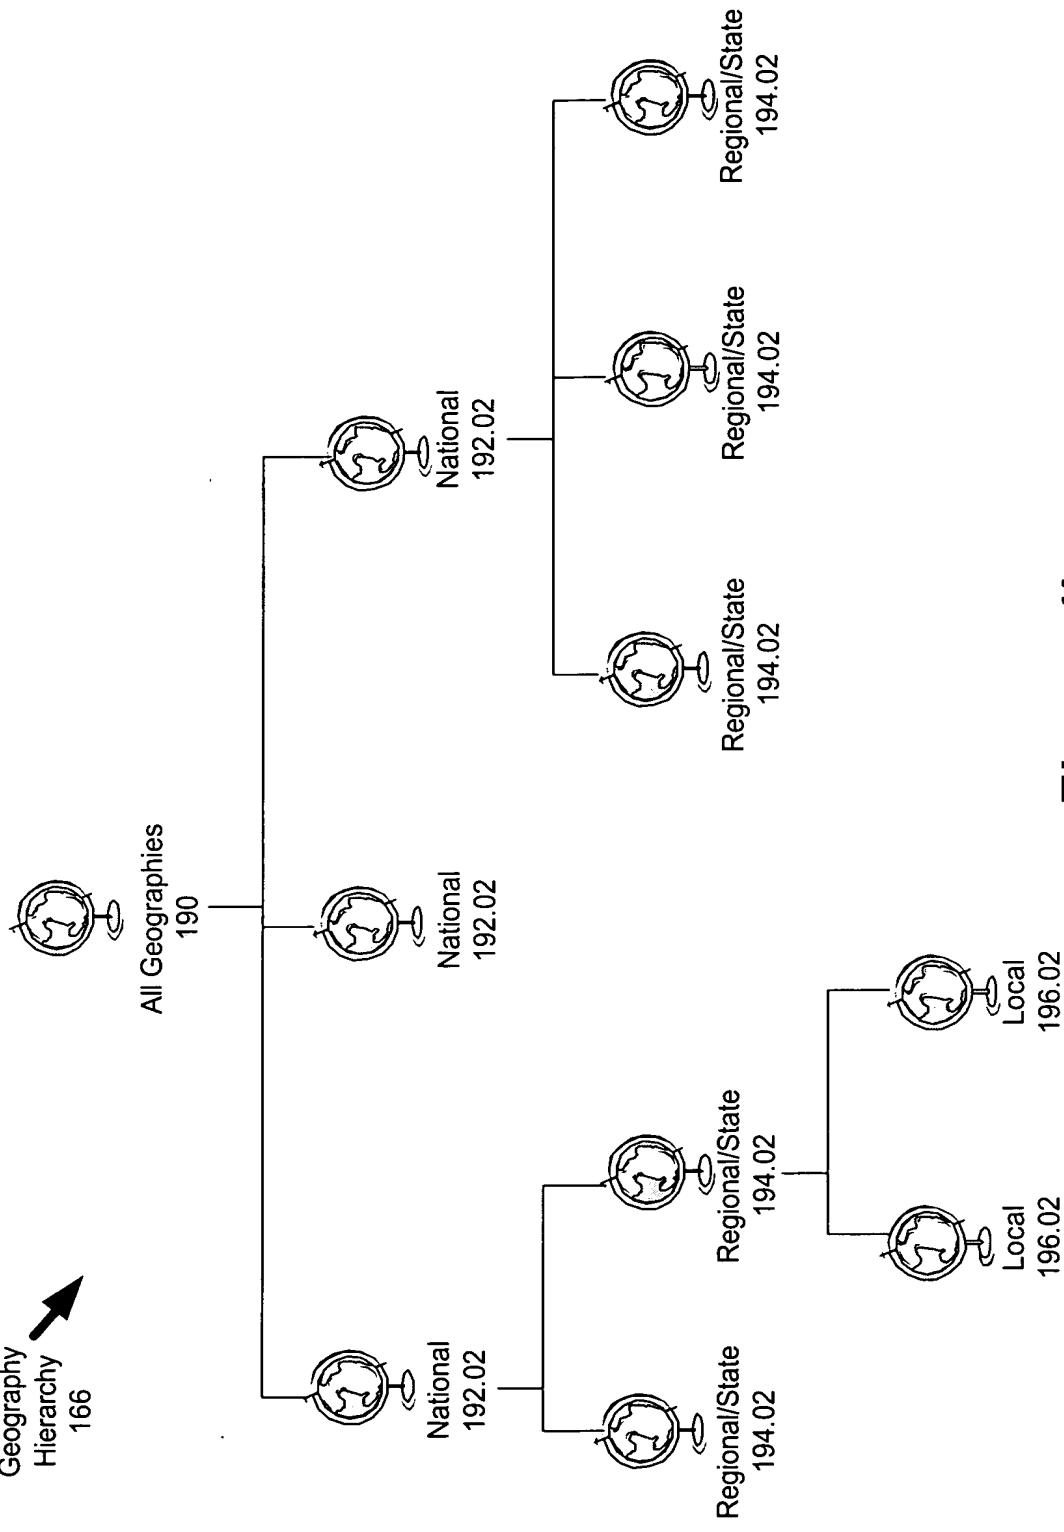 Geography
Hierarchy
166
All Geographies
190
National
192.02
National
192.02
National
192.02
Regional/State
194.02
Regional/State
194.02
Regional/State
194.02
Regional/State
194.02
Regional/State
194.02
Local
196.02
Local
196.02